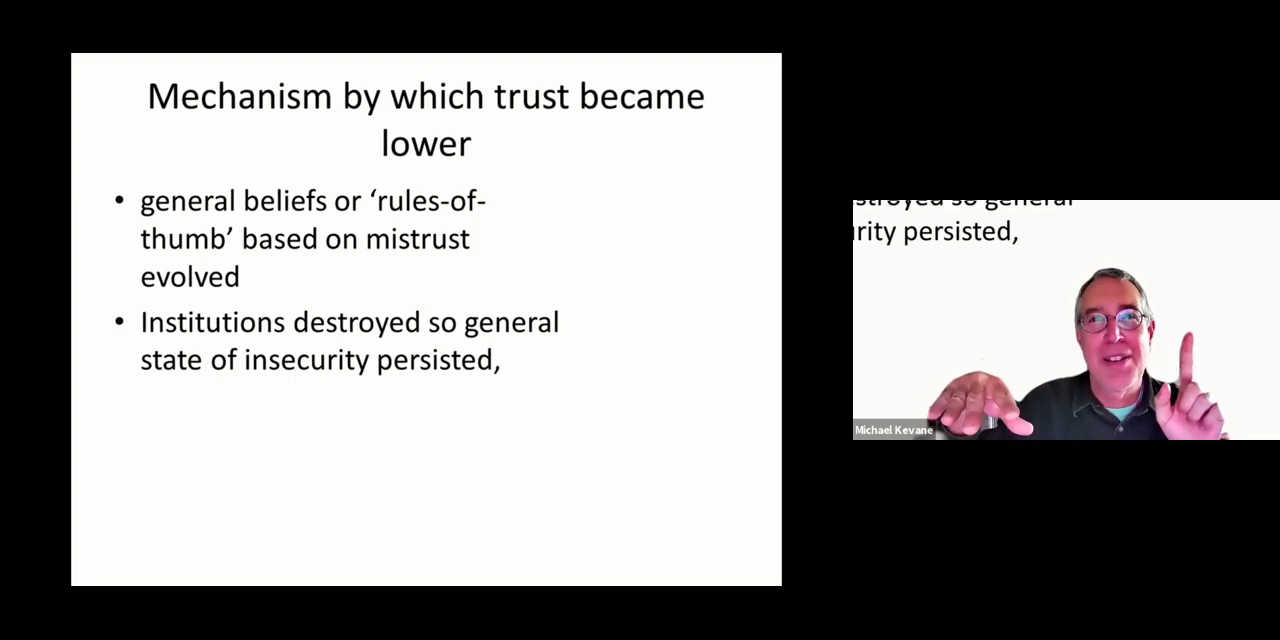 Mechanism by which trust became
lower
• general beliefs or ‘rules-of-
thumb’ based on mistrust
evolved
• Institutions destroyed so general
state of insecurity persisted,
stroyed so general
rity persisted,
Michael Kevane